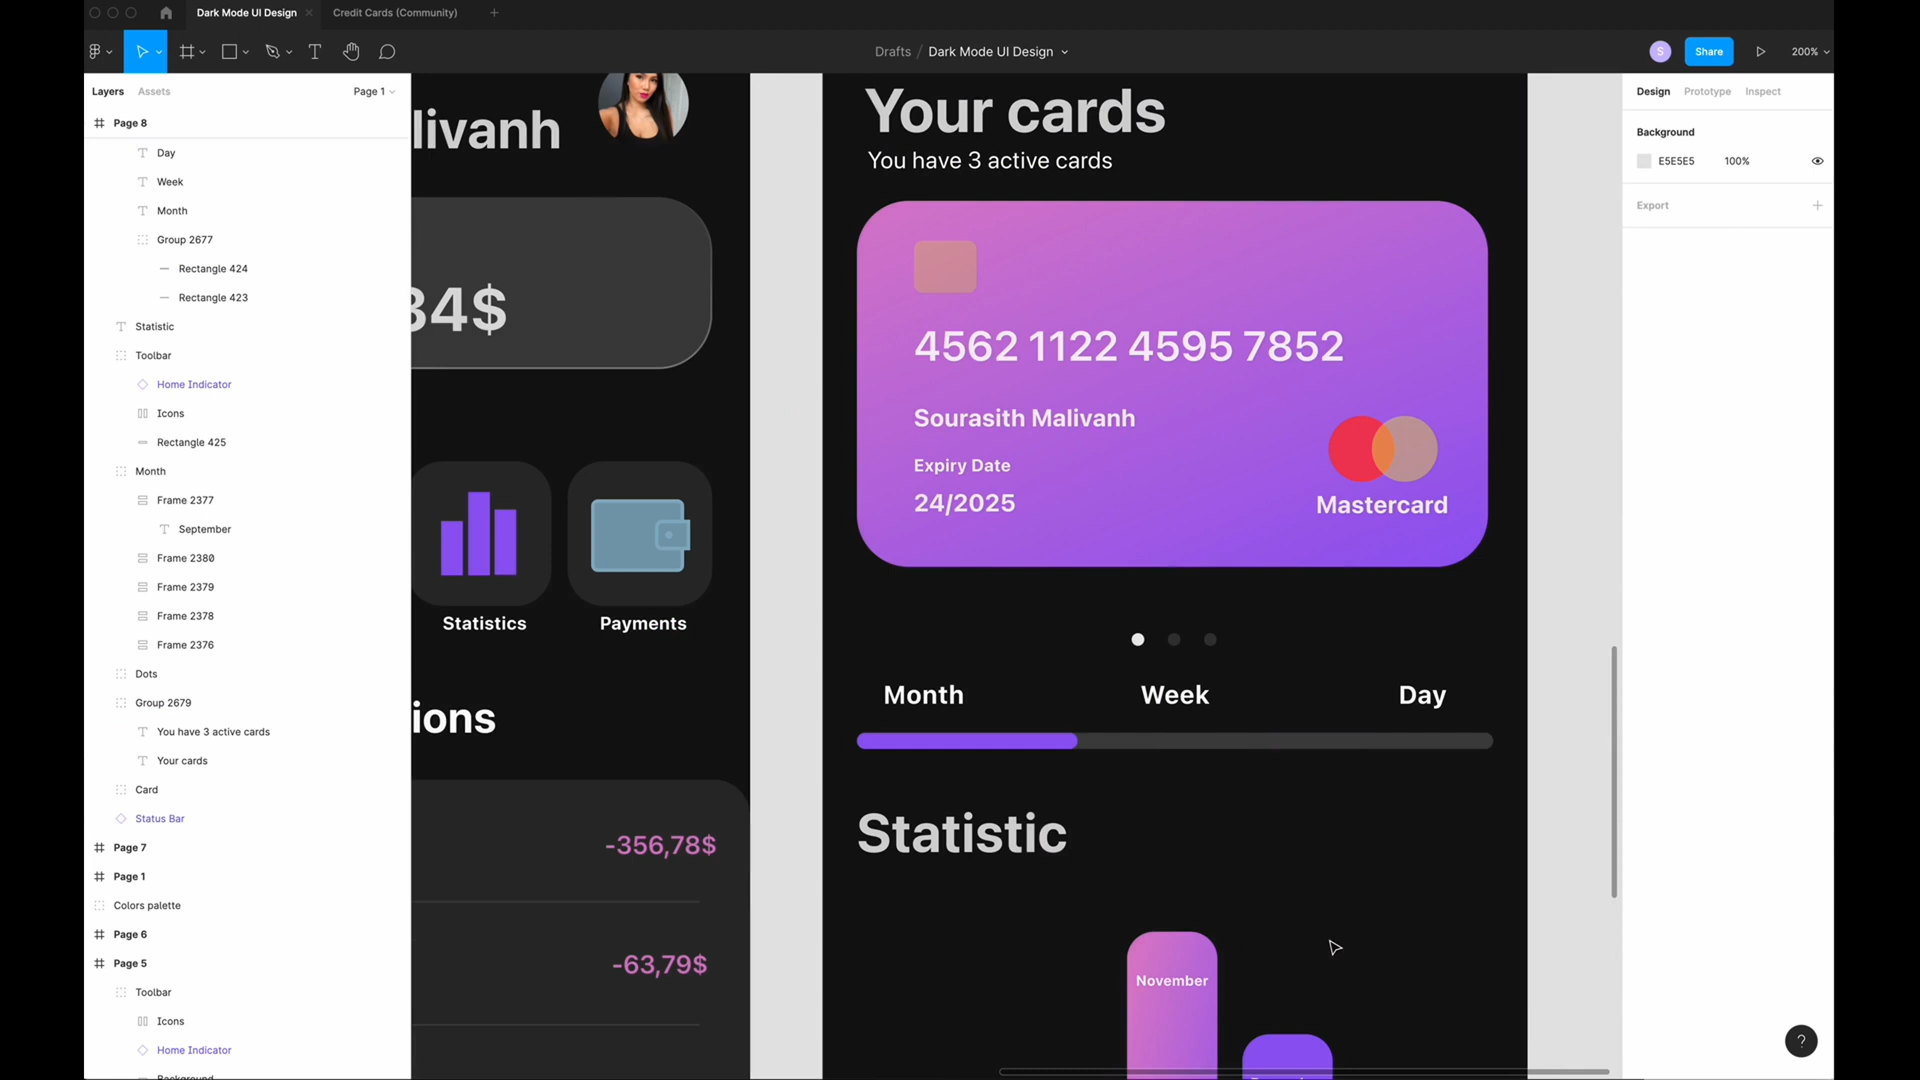 Dark Mode UI Design
Credit Cards (Community)
Drafts / Dark Mode UI Design
S
Share
200%
Layers
Assets
Page 1
Page 8
Day
Week
Month
Group 2677
Rectangle 424
Rectangle 423
Statistic
Toolbar
Home Indicator
Icons
Rectangle 425
Month
Frame 2377
September
Frame 2380
Frame 2379
Frame 2378
Frame 2376
Dots
Group 2679
You have 3 active cards
Your cards
Card
Status Bar
Page 7
Page 1
Colors palette
Page 6
Page 5
Toolbar
Icons
Home Indicator
Background
livanh
34$
Statistics
Payments
ions
-356,78$
-63,79$
Your cards
You have 3 active cards
4562 1122 4595 7852
Sourasith Malivanh
Expiry Date
24/2025
Mastercard
Month
Week
Day
Statistic
November
Design
Prototype
Inspect
Background
E5E5E5
100%
Export
?